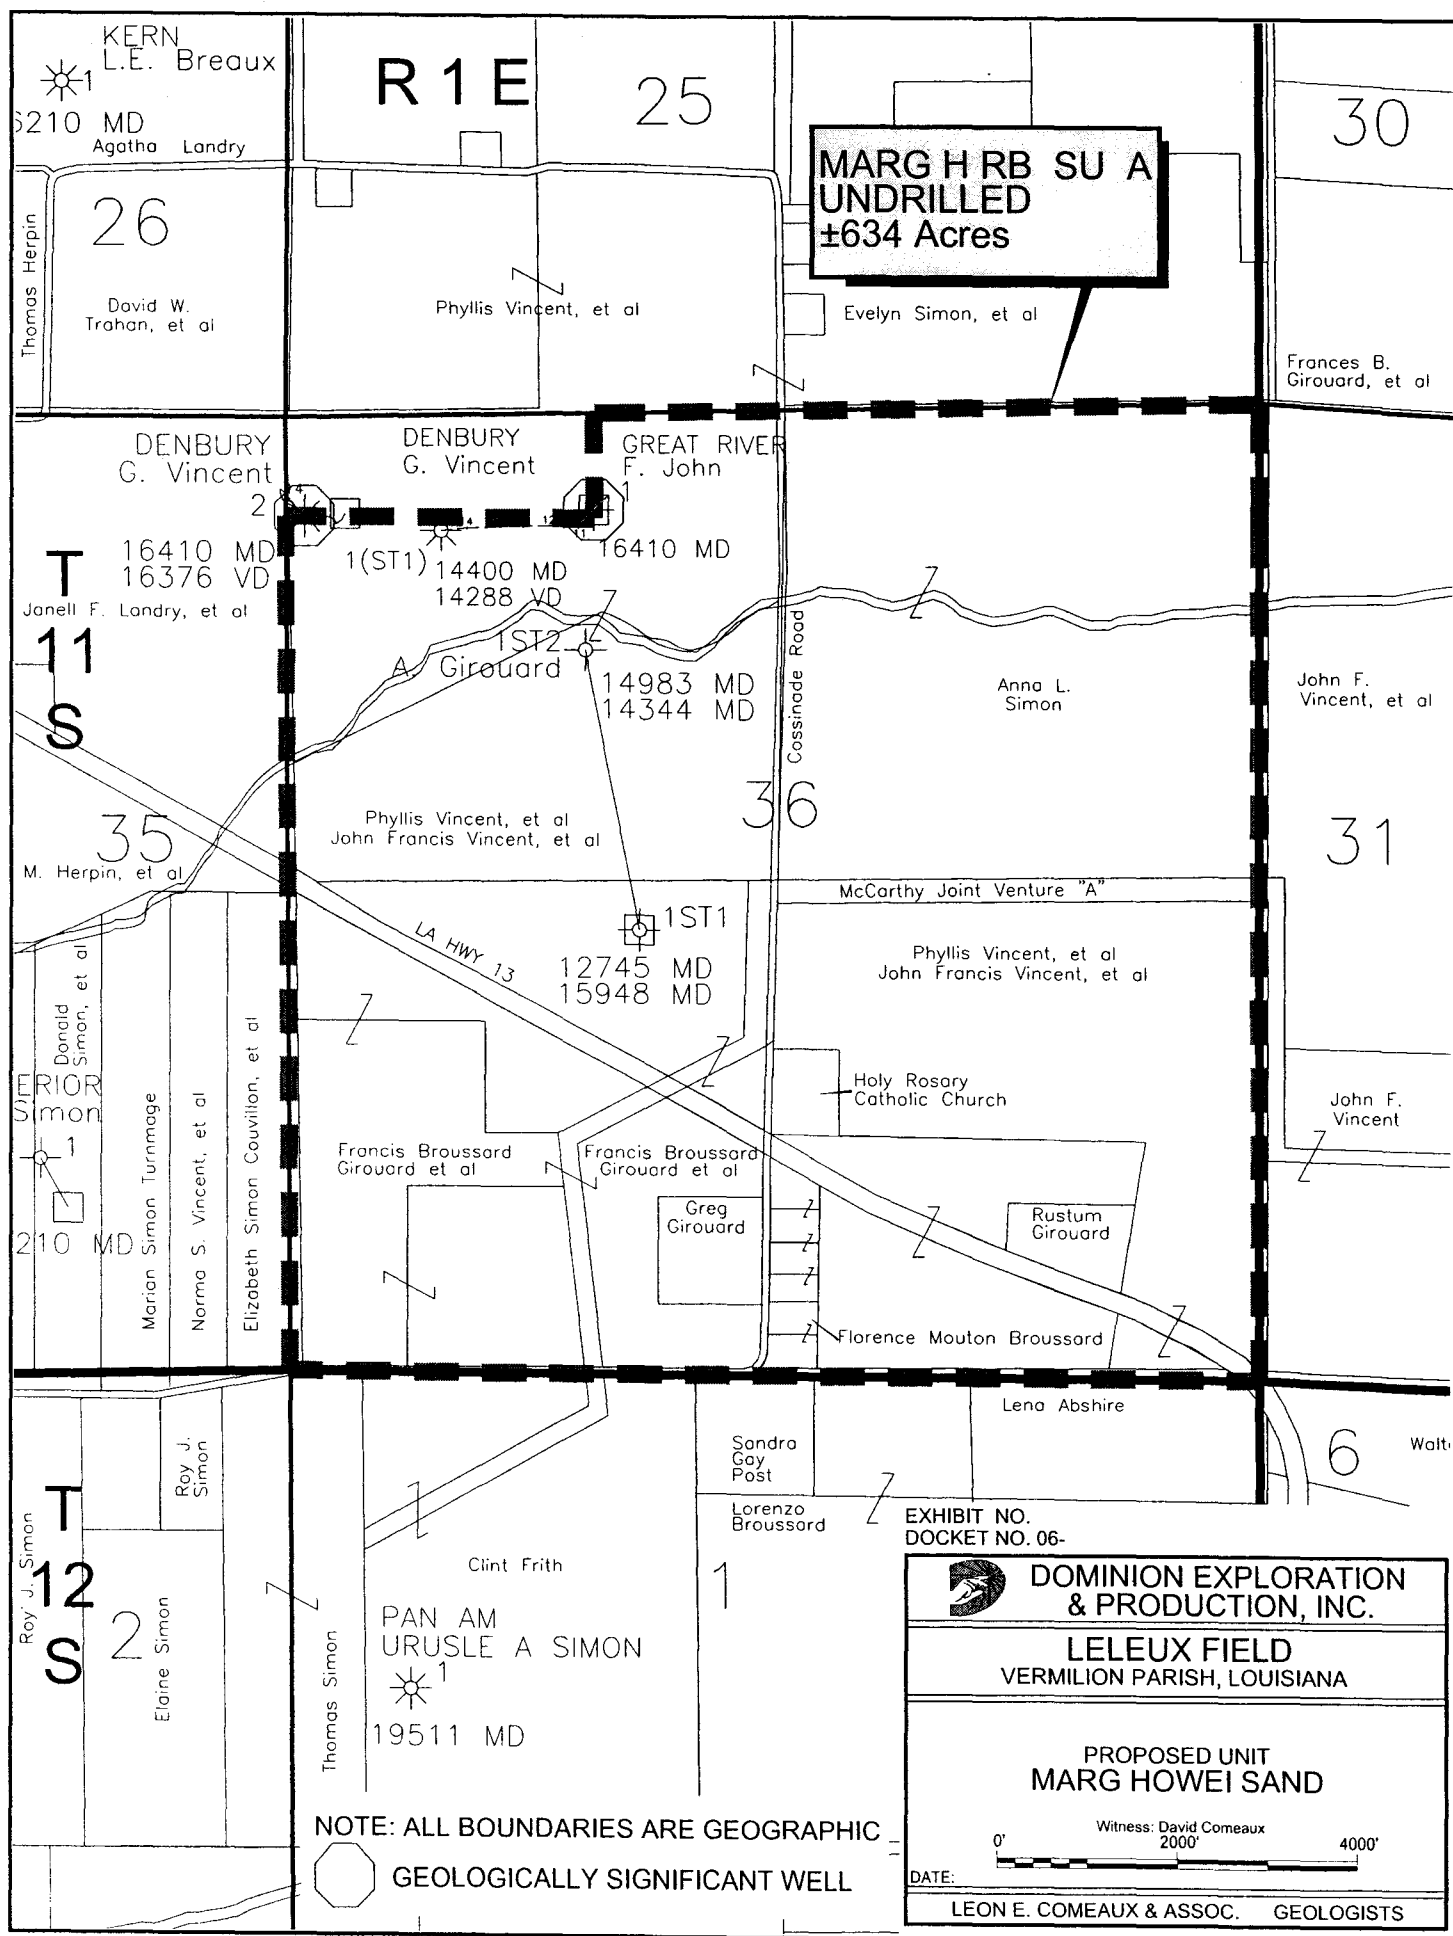 KERN
L.E. Breaux
1
6210 MD
Agatha Landry
R 1 E
25
30
MARG H RB SU A
UNDRILLED
±634 Acres
26
Thomas Herpin
David W.
Trahan, et al
Phyllis Vincent, et al
Evelyn Simon, et al
Frances B.
Girouard, et al
DENBURY
G. Vincent
2
16410 MD
16376 VD
DENBURY
G. Vincent
1(ST1)
14400 MD
14288 VD
GREAT RIVER
F. John
1
16410 MD
T
11
S
Janell F. Landry, et al
1ST2
A. Girouard
14983 MD
14344 MD
Cossinade Road
Anna L.
Simon
John F.
Vincent, et al
36
Phyllis Vincent, et al
John Francis Vincent, et al
35
M. Herpin, et al
31
McCarthy Joint Venture "A"
1ST1
12745 MD
15948 MD
LA HWY 13
Phyllis Vincent, et al
John Francis Vincent, et al
Donald
Simon, et al
ERIOR
Simon
1
210 MD
Marian Simon Turnmage
Norma S. Vincent, et al
Elizabeth Simon Couvillon, et al
Holy Rosary
Catholic Church
John F.
Vincent
Francis Broussard
Girouard et al
Francis Broussard
Girouard et al
Greg
Girouard
Rustum
Girouard
Florence Mouton Broussard
Lena Abshire
6
Walt
Roy J.
Simon
Sandra
Gay
Post
Lorenzo
Broussard
T
12
S
Roy J. Simon
2
Elaine Simon
Clint Frith
1
PAN AM
URUSLE A SIMON
1
19511 MD
Thomas Simon
EXHIBIT NO.
DOCKET NO. 06-
DOMINION EXPLORATION
& PRODUCTION, INC.
LELEUX FIELD
VERMILION PARISH, LOUISIANA
PROPOSED UNIT
MARG HOWEI SAND
Witness: David Comeaux
0' 2000' 4000'
DATE:
LEON E. COMEAUX & ASSOC. GEOLOGISTS
NOTE: ALL BOUNDARIES ARE GEOGRAPHIC
GEOLOGICALLY SIGNIFICANT WELL